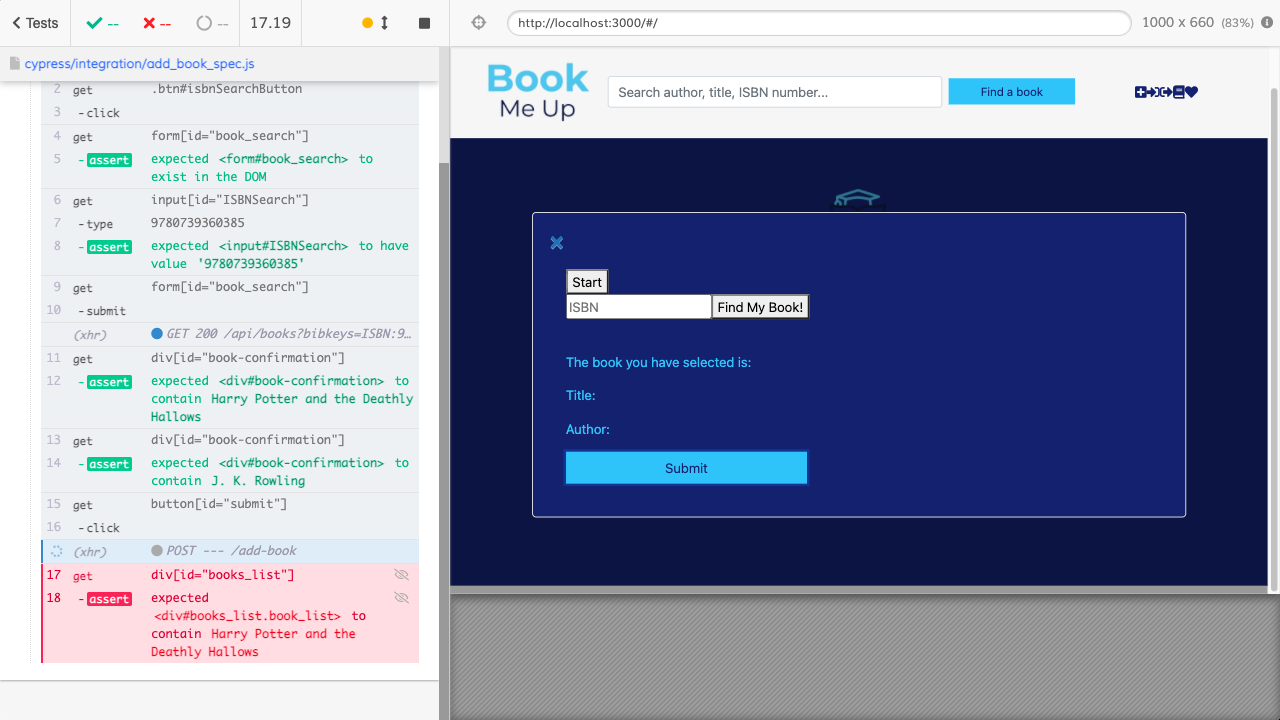 Tests
--
--
--
17.19
http://localhost:3000/#/
1000 x 660 (83%)
cypress/integration/add_book_spec.js
2 get .btn#isbnSearchButton
3 -click
4 get form[id="book_search"]
5 -assert expected <form#book_search> to
exist in the DOM
6 get input[id="ISBNSearch"]
7 -type 9780739360385
8 -assert expected <input#ISBNSearch> to have
value '9780739360385'
9 get form[id="book_search"]
10 -submit
(xhr) GET 200 /api/books?bibkeys=ISBN:9…
11 get div[id="book-confirmation"]
12 -assert expected <div#book-confirmation> to
contain Harry Potter and the Deathly
Hallows
13 get div[id="book-confirmation"]
14 -assert expected <div#book-confirmation> to
contain J. K. Rowling
15 get button[id="submit"]
16 -click
(xhr) POST --- /add-book
17 get div[id="books_list"]
18 -assert expected
<div#books_list.book_list> to
contain Harry Potter and the
Deathly Hallows
Book
Me Up
Search author, title, ISBN number...
Find a book
Start
ISBN
Find My Book!
The book you have selected is:
Title:
Author:
Submit